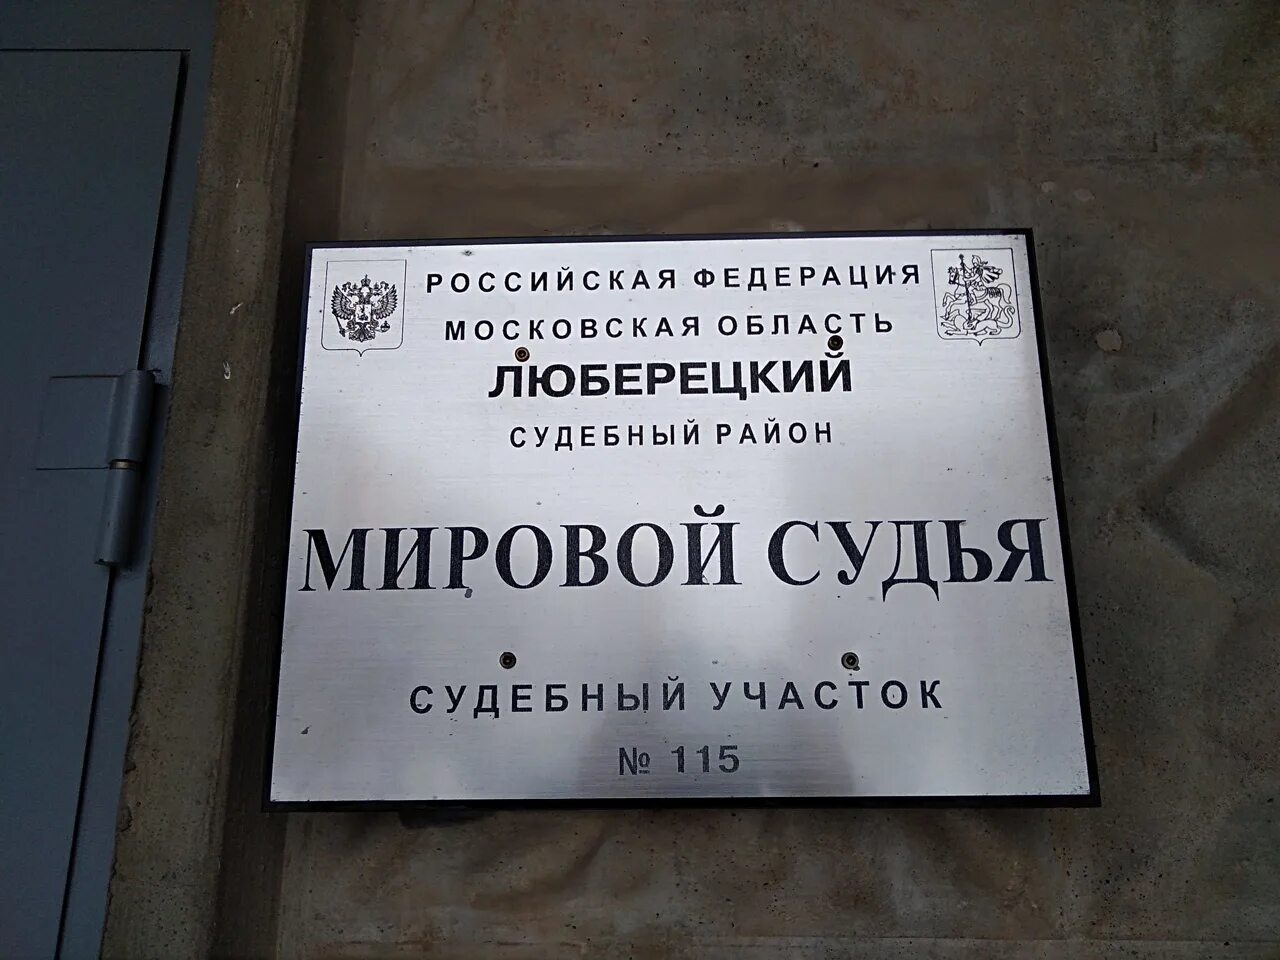 РОССИЙСКАЯ ФЕДЕРАЦИЯ
МОСКОВСКАЯ ОБЛАСТЬ
ЛЮБЕРЕЦКИЙ
СУДЕБНЫЙ РАЙОН
МИРОВОЙ СУДЬЯ
СУДЕБНЫЙ УЧАСТОК
№ 115